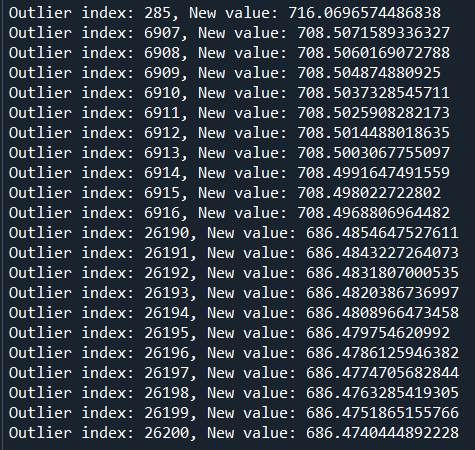 Outlier index: 285, New value: 716.0696574486838
Outlier index: 6907, New value: 708.5071589336327
Outlier index: 6908, New value: 708.5060169072788
Outlier index: 6909, New value: 708.504874880925
Outlier index: 6910, New value: 708.5037328545711
Outlier index: 6911, New value: 708.5025908282173
Outlier index: 6912, New value: 708.5014488018635
Outlier index: 6913, New value: 708.5003067755097
Outlier index: 6914, New value: 708.4991647491559
Outlier index: 6915, New value: 708.498022722802
Outlier index: 6916, New value: 708.4968806964482
Outlier index: 26190, New value: 686.4854647527611
Outlier index: 26191, New value: 686.4843227264073
Outlier index: 26192, New value: 686.4831807000535
Outlier index: 26193, New value: 686.4820386736997
Outlier index: 26194, New value: 686.4808966473458
Outlier index: 26195, New value: 686.479754620992
Outlier index: 26196, New value: 686.4786125946382
Outlier index: 26197, New value: 686.4774705682844
Outlier index: 26198, New value: 686.4763285419305
Outlier index: 26199, New value: 686.4751865155766
Outlier index: 26200, New value: 686.4740444892228